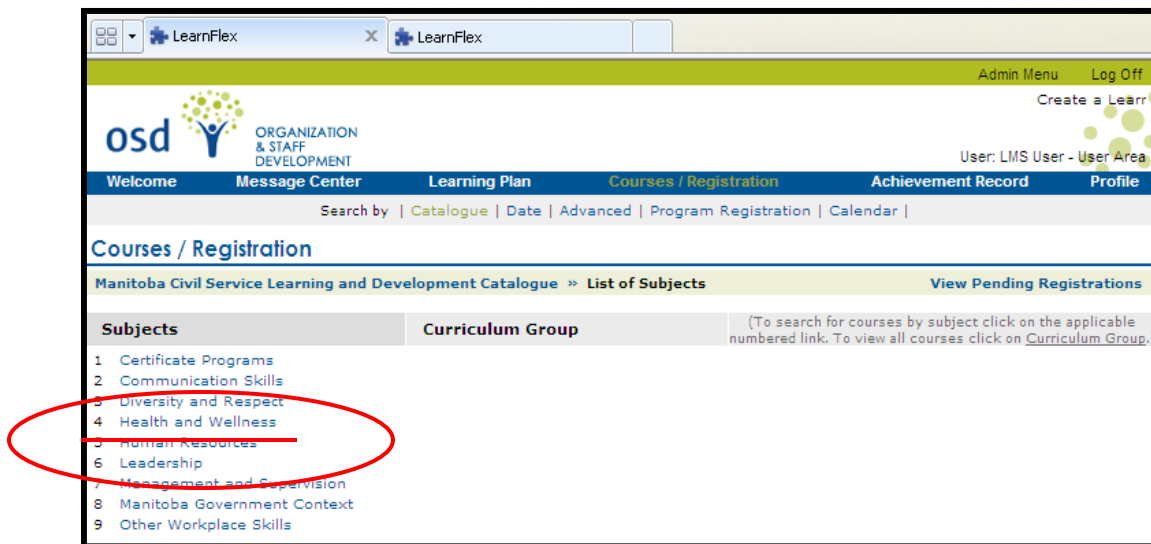 LearnFlex LearnFlex
Admin Menu Log Off
Create a Learr
osd ORGANIZATION
& STAFF
DEVELOPMENT
User: LMS User - User Area
Welcome Message Center Learning Plan Courses / Registration Achievement Record Profile
Search by | Catalogue | Date | Advanced | Program Registration | Calendar |
Courses / Registration
Manitoba Civil Service Learning and Development Catalogue » List of Subjects View Pending Registrations
Subjects Curriculum Group (To search for courses by subject click on the applicable
numbered link. To view all courses click on Curriculum Group.
1 Certificate Programs
2 Communication Skills
3 Diversity and Respect
4 Health and Wellness
5 Human Resources
6 Leadership
7 Management and Supervision
8 Manitoba Government Context
9 Other Workplace Skills